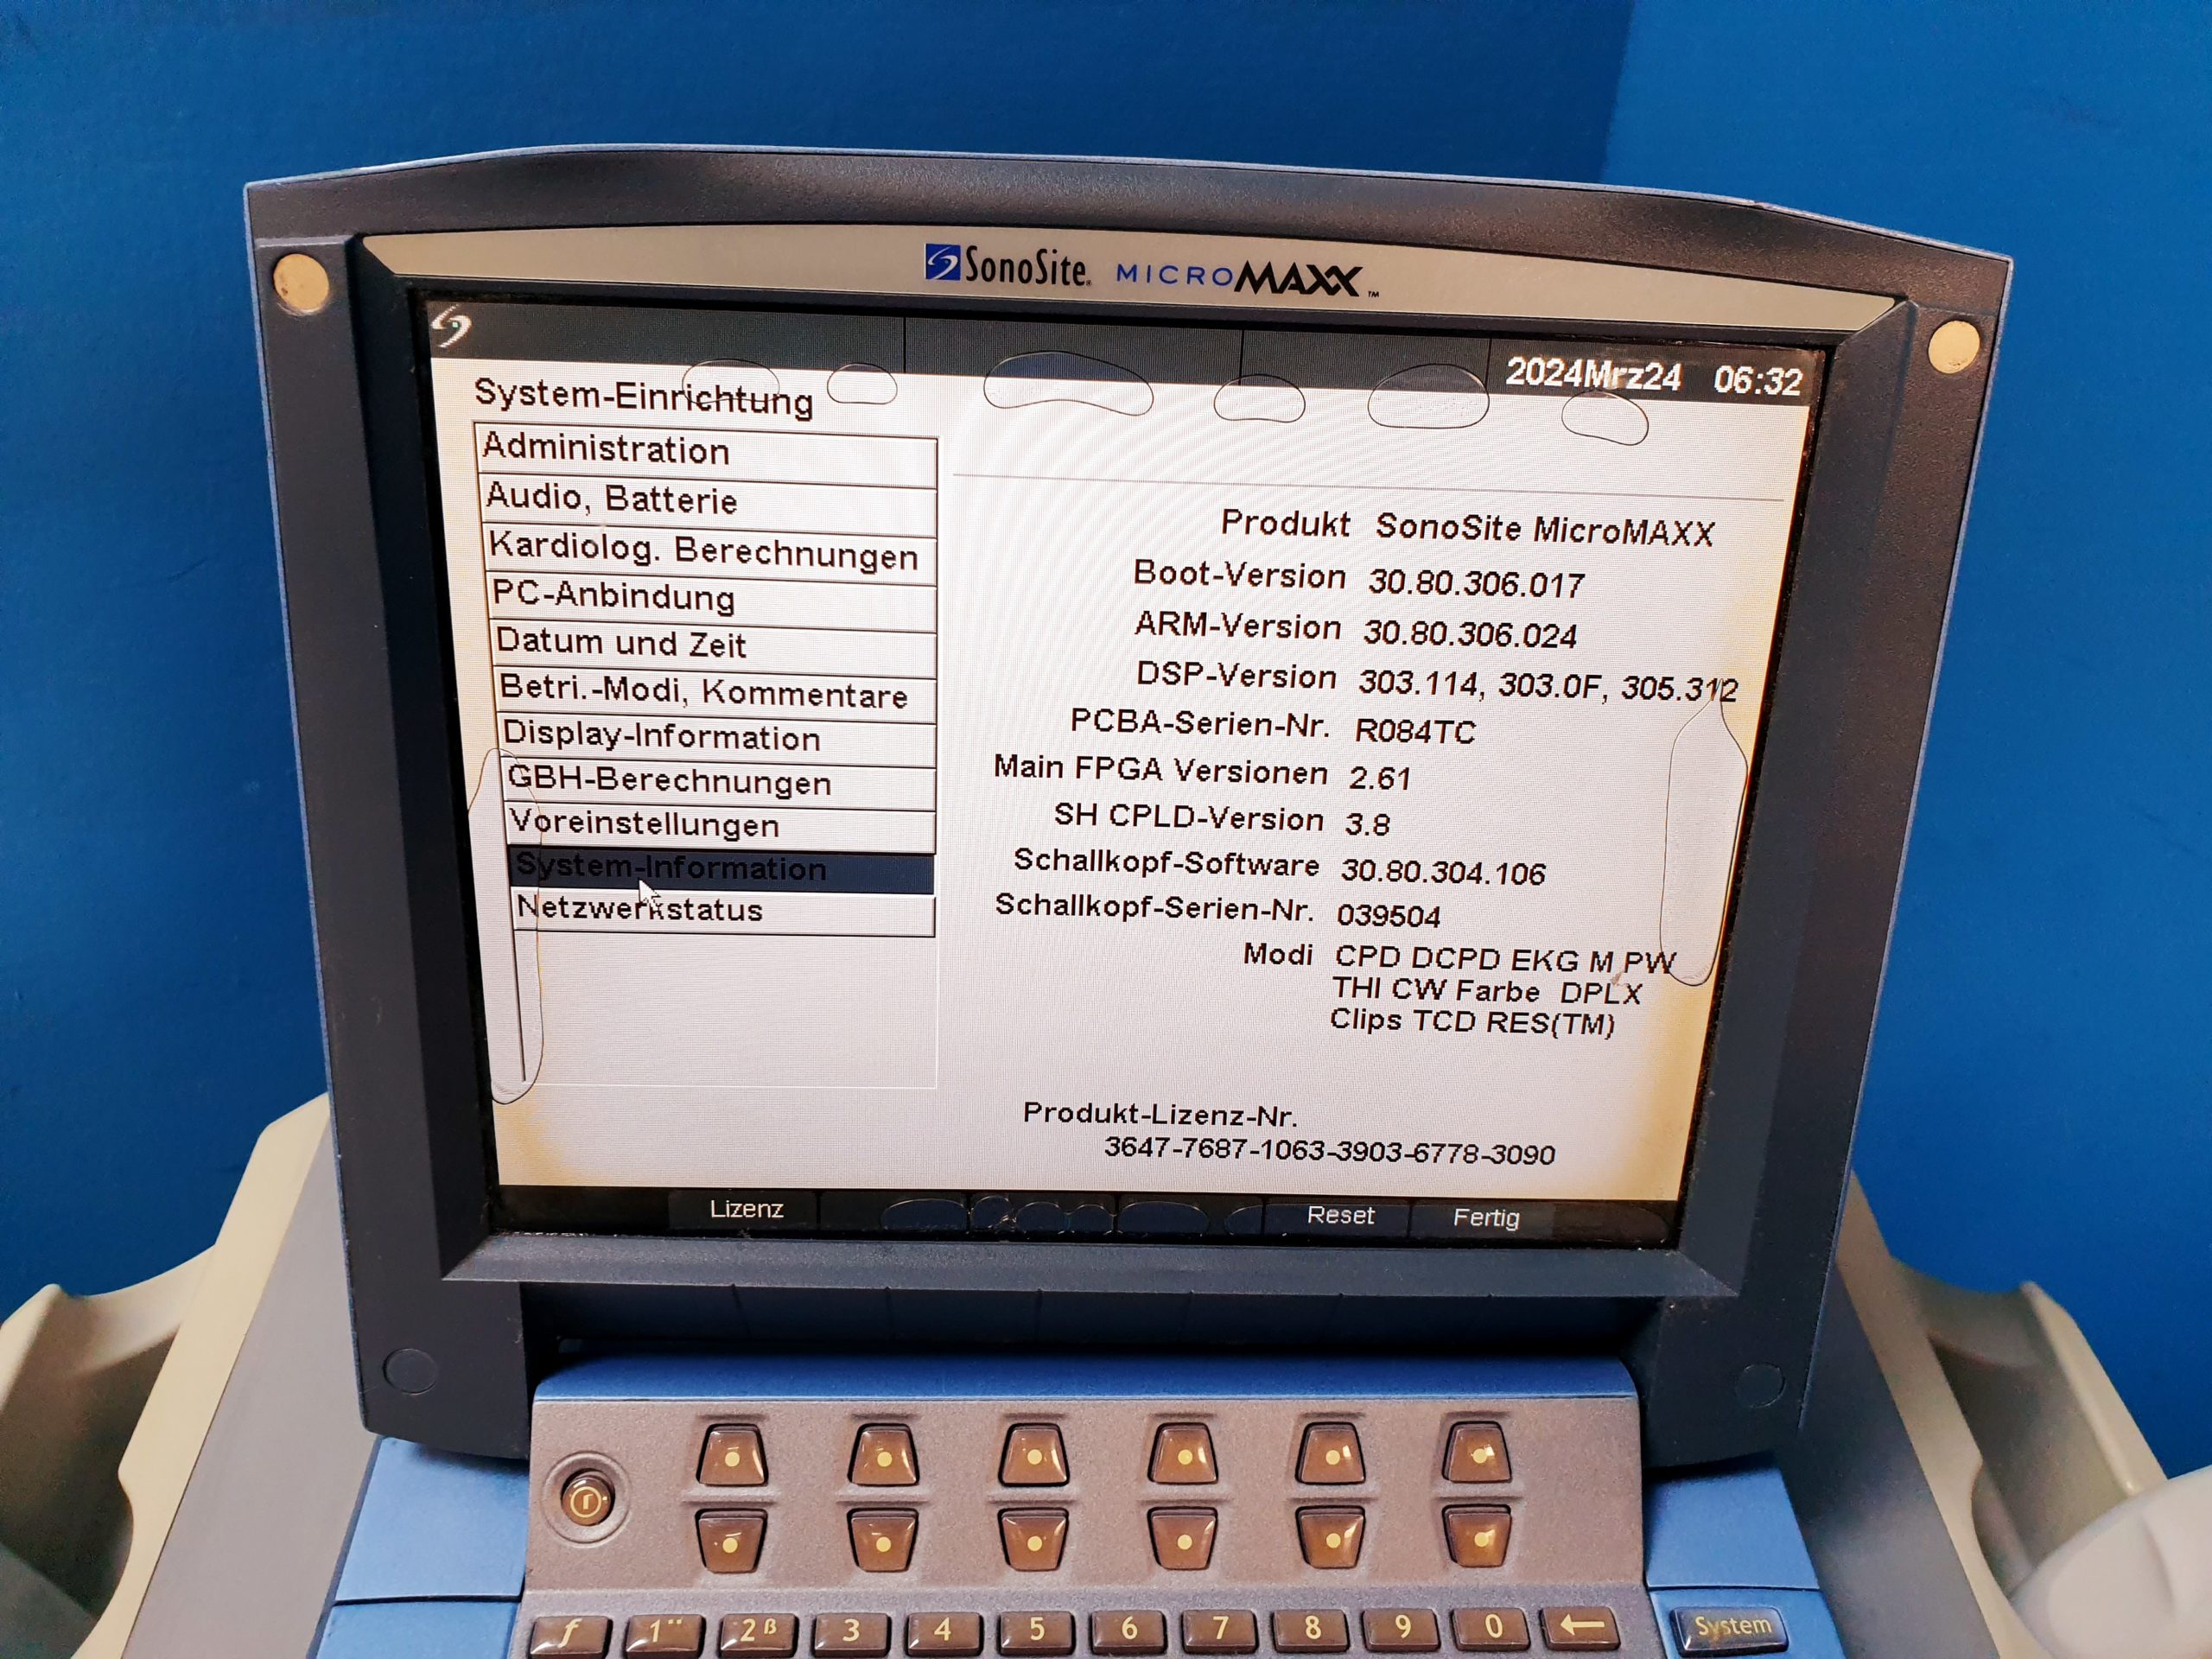 SonoSite® MICROMAXX™
2024Mrz24 06:32
System-Einrichtung
Administration
Audio, Batterie
Kardiolog. Berechnungen
PC-Anbindung
Datum und Zeit
Betri.-Modi, Kommentare
Display-Information
GBH-Berechnungen
Voreinstellungen
System-Information
Netzwerkstatus
Produkt SonoSite MicroMAXX
Boot-Version 30.80.306.017
ARM-Version 30.80.306.024
DSP-Version 303.114, 303.0F, 305.312
PCBA-Serien-Nr. R084TC
Main FPGA Versionen 2.61
SH CPLD-Version 3.8
Schallkopf-Software 30.80.304.106
Schallkopf-Serien-Nr. 039504
Modi CPD DCPD EKG M PW
THI CW Farbe DPLX
Clips TCD RES(TM)
Produkt-Lizenz-Nr.
3647-7687-1063-3903-6778-3090
Lizenz Reset Fertig
f 1¨ 2ß 3 4 5 6 7 8 9 0 ← System